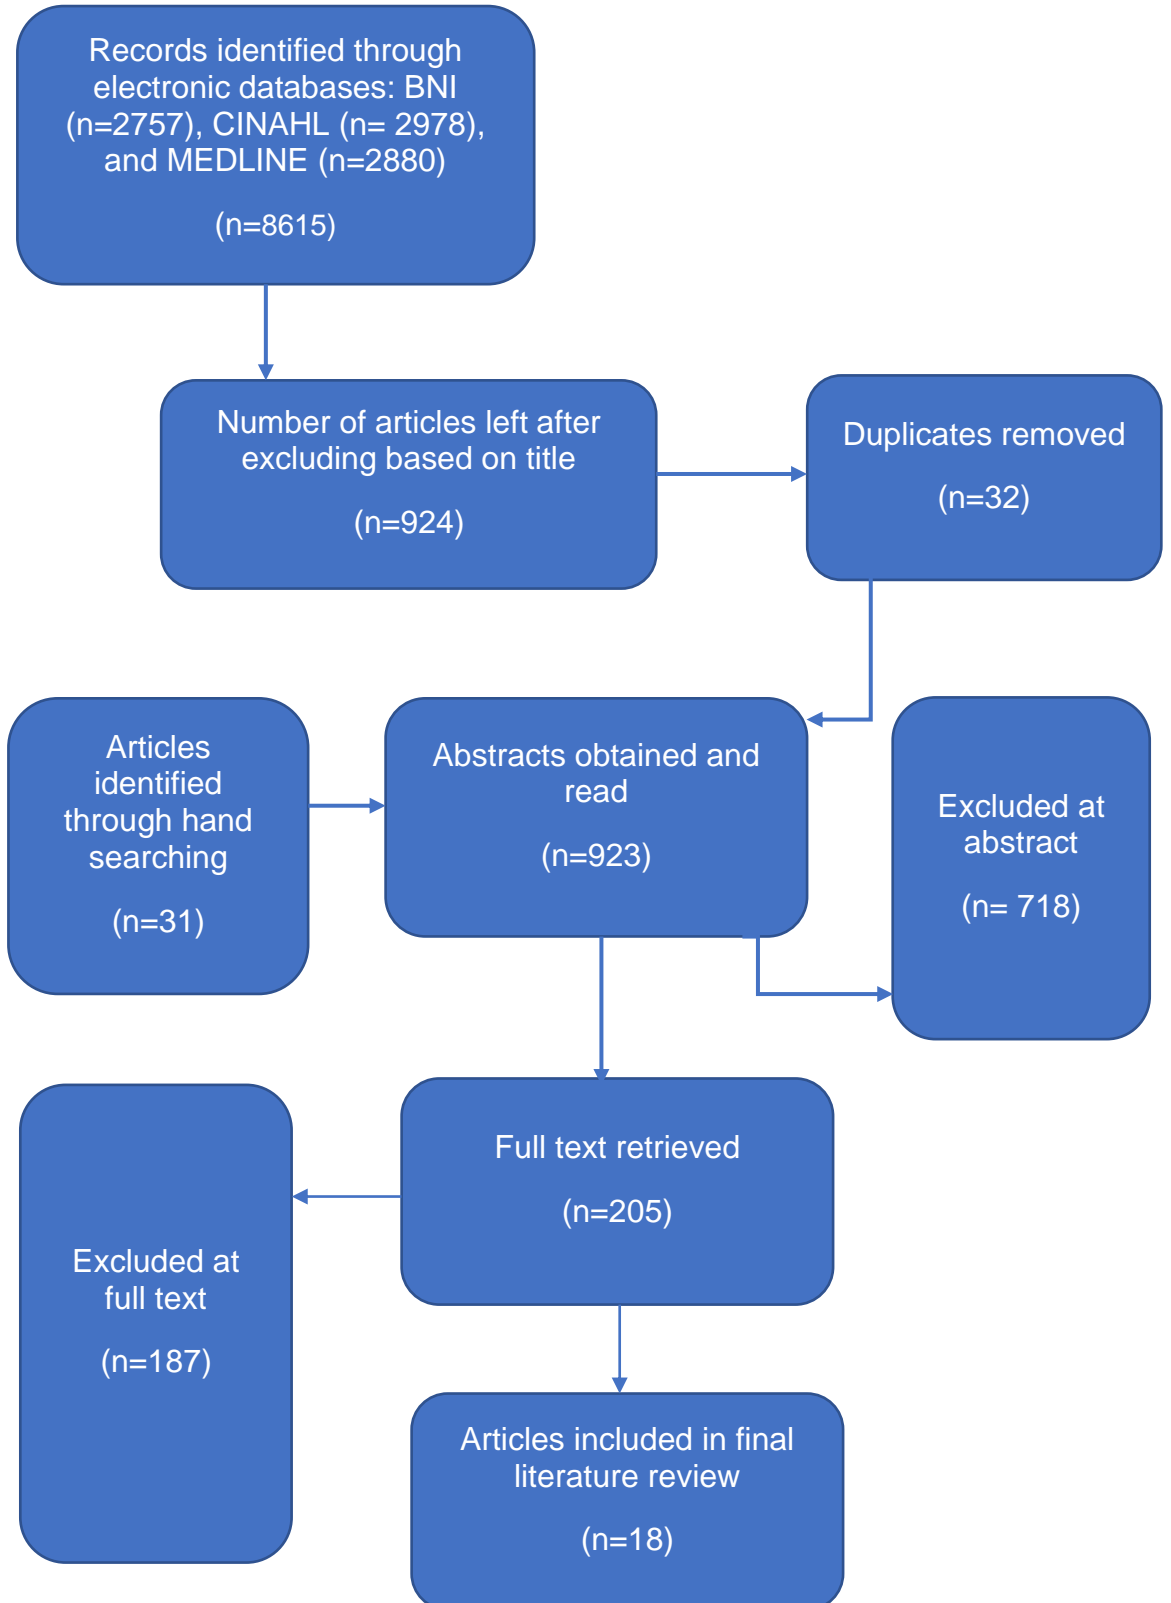 Records identified through
electronic databases: BNI
(n=2757), CINAHL (n= 2978),
and MEDLINE (n=2880)
(n=8615)
Number of articles left after
excluding based on title
(n=924)
Duplicates removed
(n=32)
Articles
identified
through hand
searching
(n=31)
Abstracts obtained and
read
(n=923)
Excluded at
abstract
(n= 718)
Full text retrieved
(n=205)
Excluded at
full text
(n=187)
Articles included in final
literature review
(n=18)